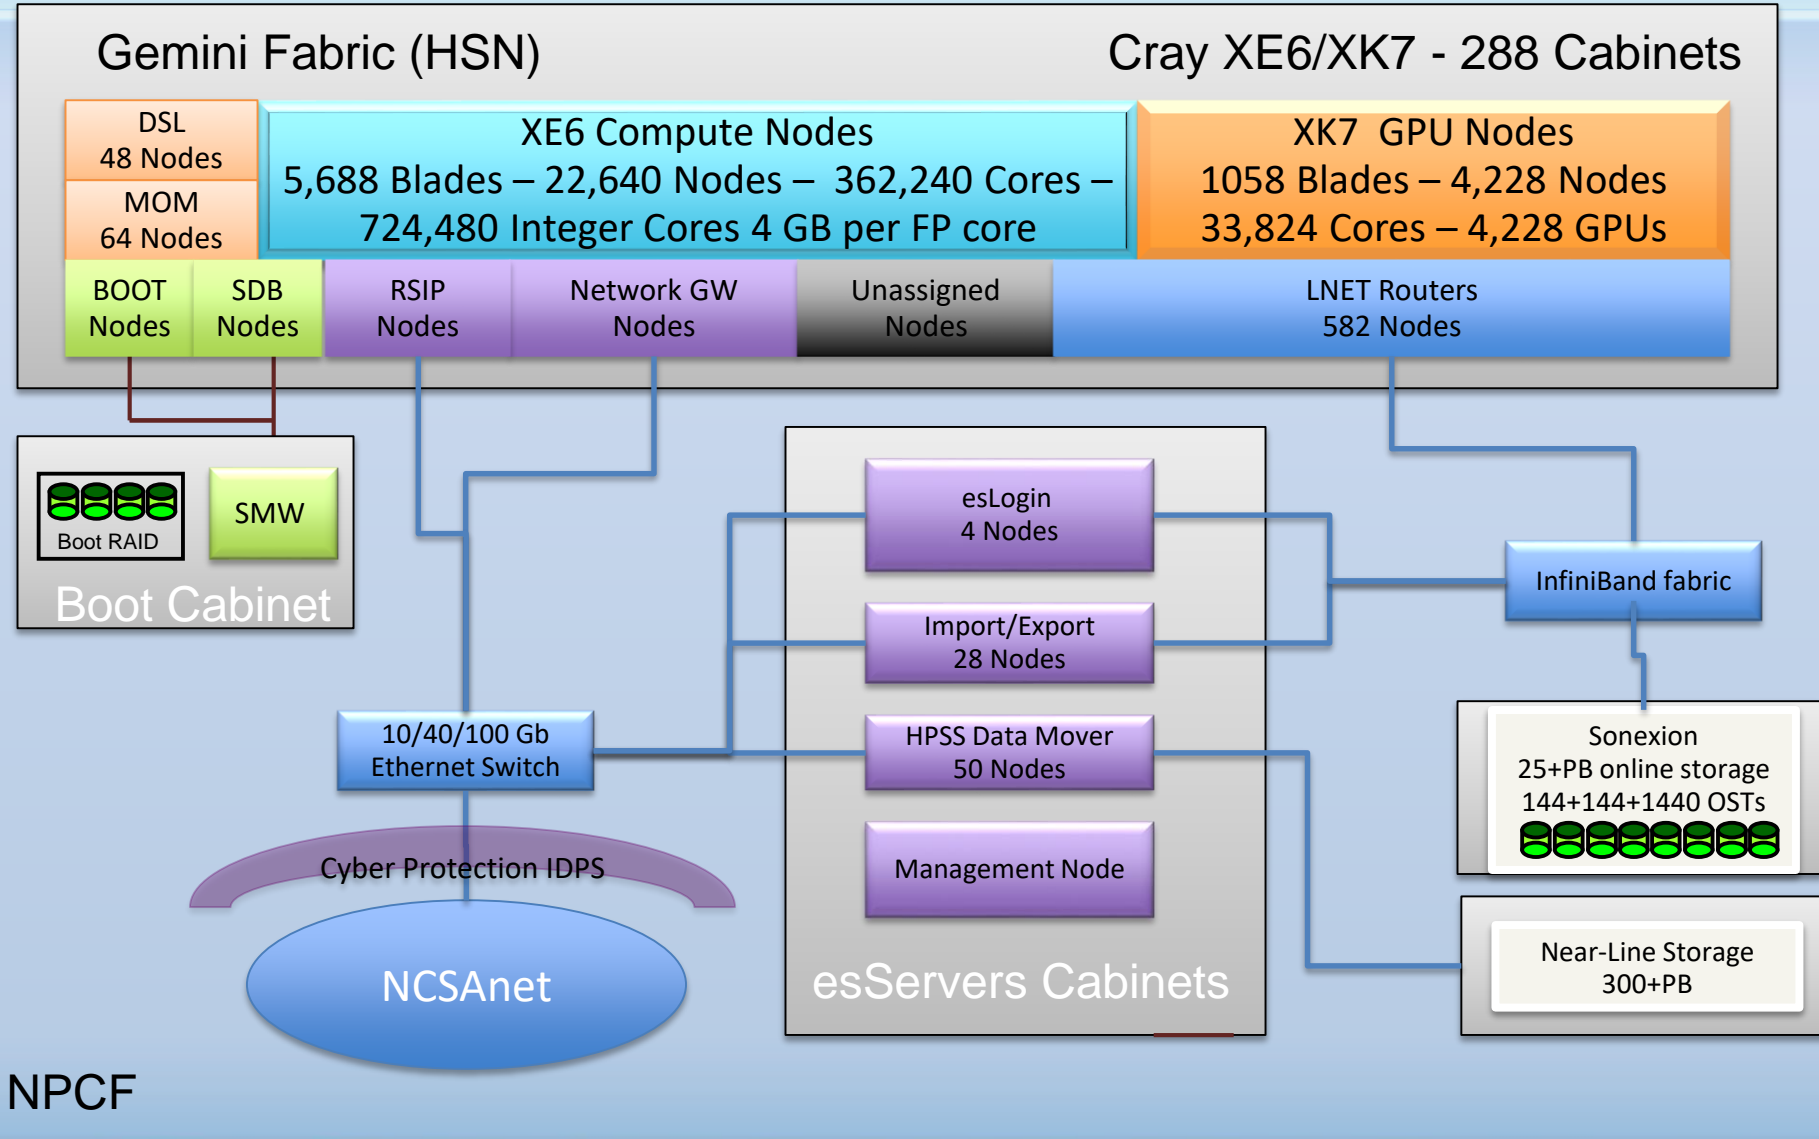 Gemini Fabric (HSN)
Cray XE6/XK7 - 288 Cabinets
DSL
48 Nodes
MOM
64 Nodes
XE6 Compute Nodes
5,688 Blades – 22,640 Nodes – 362,240 Cores –
724,480 Integer Cores 4 GB per FP core
XK7 GPU Nodes
1058 Blades – 4,228 Nodes
33,824 Cores – 4,228 GPUs
BOOT
Nodes
SDB
Nodes
RSIP
Nodes
Network GW
Nodes
Unassigned
Nodes
LNET Routers
582 Nodes
Boot RAID
SMW
Boot Cabinet
esLogin
4 Nodes
Import/Export
28 Nodes
HPSS Data Mover
50 Nodes
Management Node
esServers Cabinets
InfiniBand fabric
10/40/100 Gb
Ethernet Switch
Cyber Protection IDPS
NCSAnet
Sonexion
25+PB online storage
144+144+1440 OSTs
Near-Line Storage
300+PB
NPCF